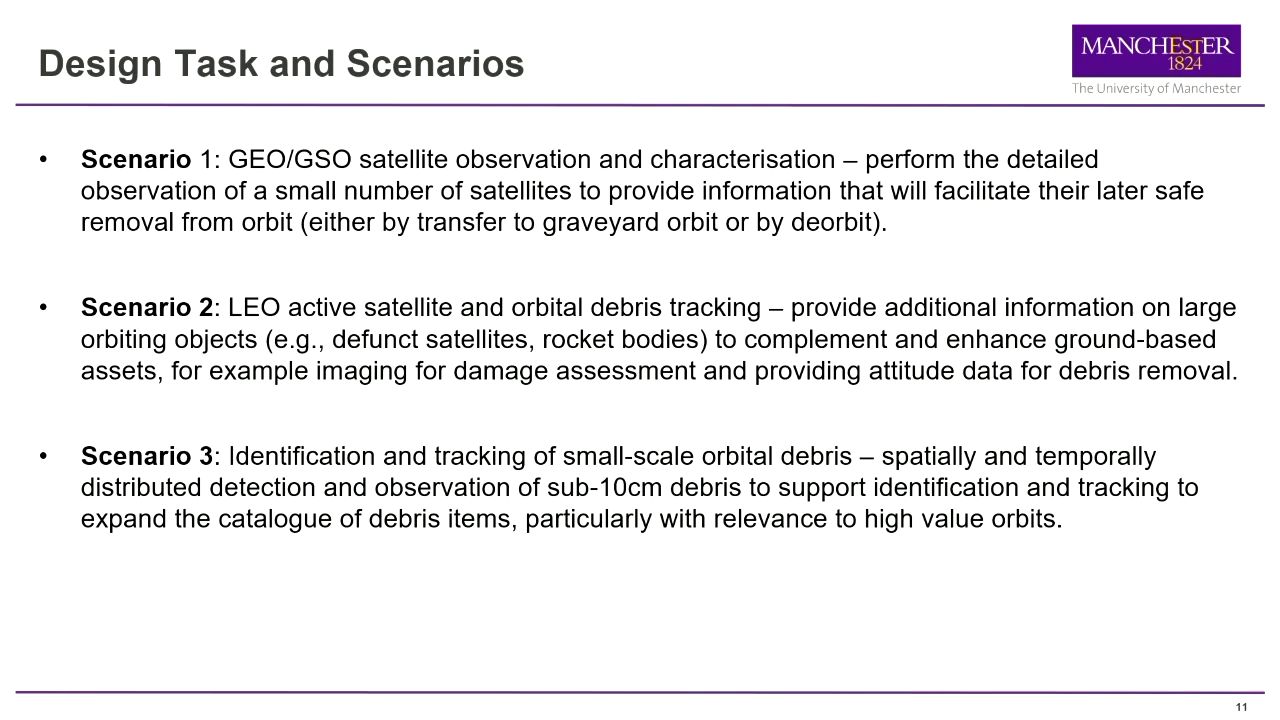 Design Task and Scenarios
MANCHEstER
1824
The University of Manchester
• Scenario 1: GEO/GSO satellite observation and characterisation – perform the detailed
observation of a small number of satellites to provide information that will facilitate their later safe
removal from orbit (either by transfer to graveyard orbit or by deorbit).
• Scenario 2: LEO active satellite and orbital debris tracking – provide additional information on large
orbiting objects (e.g., defunct satellites, rocket bodies) to complement and enhance ground-based
assets, for example imaging for damage assessment and providing attitude data for debris removal.
• Scenario 3: Identification and tracking of small-scale orbital debris – spatially and temporally
distributed detection and observation of sub-10cm debris to support identification and tracking to
expand the catalogue of debris items, particularly with relevance to high value orbits.
11